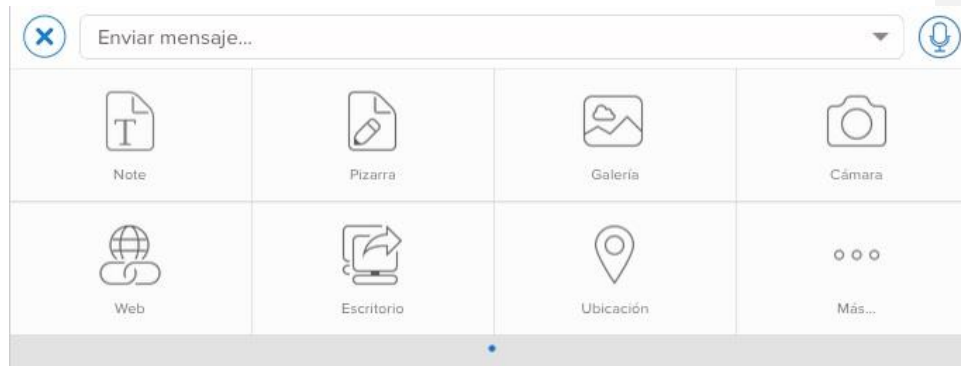 Enviar mensaje...
Note
Pizarra
Galería
Cámara
Web
Escritorio
Ubicación
Más...